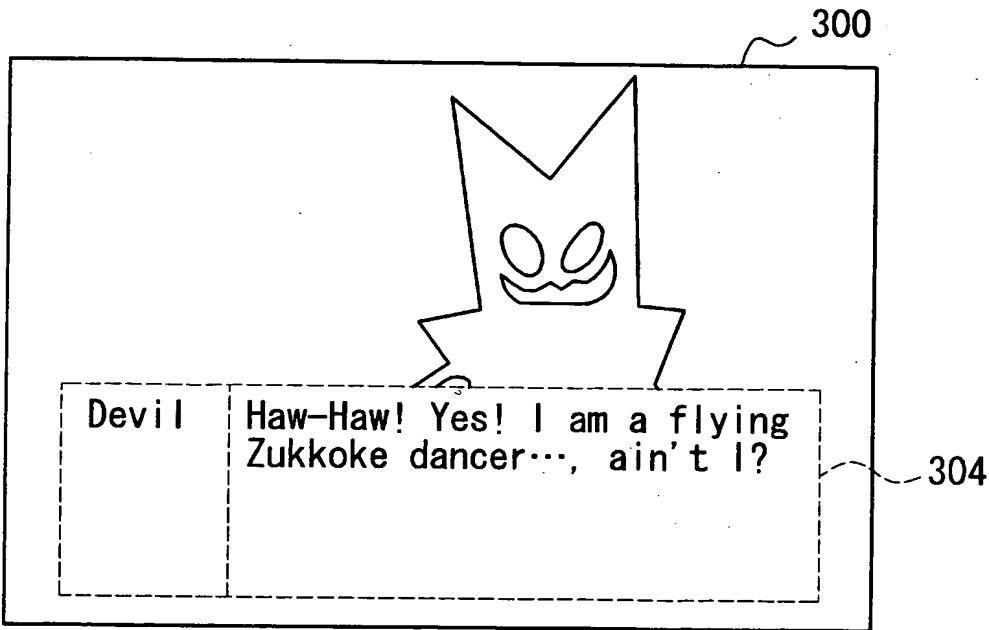 300
Devil
Haw-Haw! Yes! I am a flying
Zukkoke dancer…, ain't I?
304